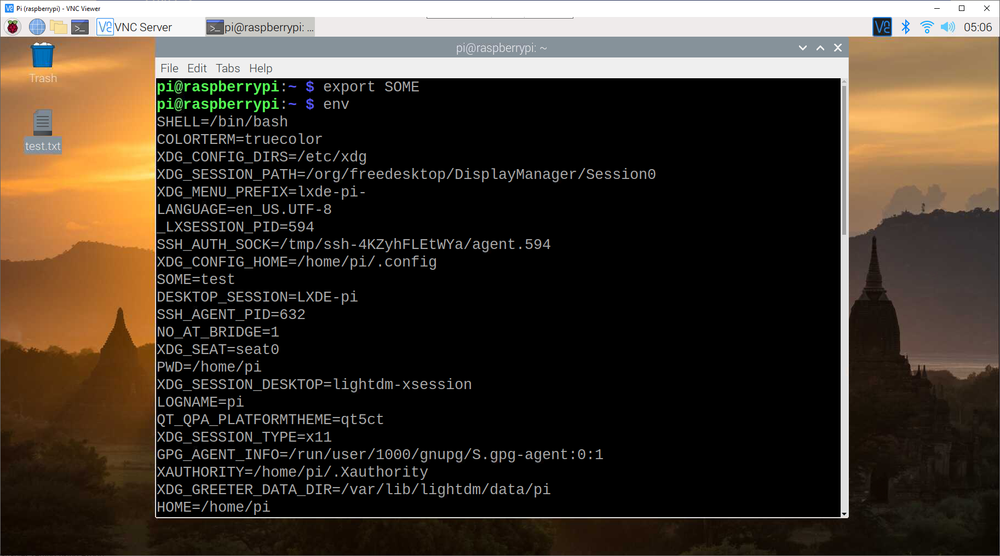 Pi (raspberrypi) - VNC Viewer
VNC Server
pi@raspberrypi: ...
05:06
Trash
test.txt
pi@raspberrypi: ~
File Edit Tabs Help
pi@raspberrypi:~ $ export SOME
pi@raspberrypi:~ $ env
SHELL=/bin/bash
COLORTERM=truecolor
XDG_CONFIG_DIRS=/etc/xdg
XDG_SESSION_PATH=/org/freedesktop/DisplayManager/Session0
XDG_MENU_PREFIX=lxde-pi-
LANGUAGE=en_US.UTF-8
_LXSESSION_PID=594
SSH_AUTH_SOCK=/tmp/ssh-4KZyhFLEtWYa/agent.594
XDG_CONFIG_HOME=/home/pi/.config
SOME=test
DESKTOP_SESSION=LXDE-pi
SSH_AGENT_PID=632
NO_AT_BRIDGE=1
XDG_SEAT=seat0
PWD=/home/pi
XDG_SESSION_DESKTOP=lightdm-xsession
LOGNAME=pi
QT_QPA_PLATFORMTHEME=qt5ct
XDG_SESSION_TYPE=x11
GPG_AGENT_INFO=/run/user/1000/gnupg/S.gpg-agent:0:1
XAUTHORITY=/home/pi/.Xauthority
XDG_GREETER_DATA_DIR=/var/lib/lightdm/data/pi
HOME=/home/pi